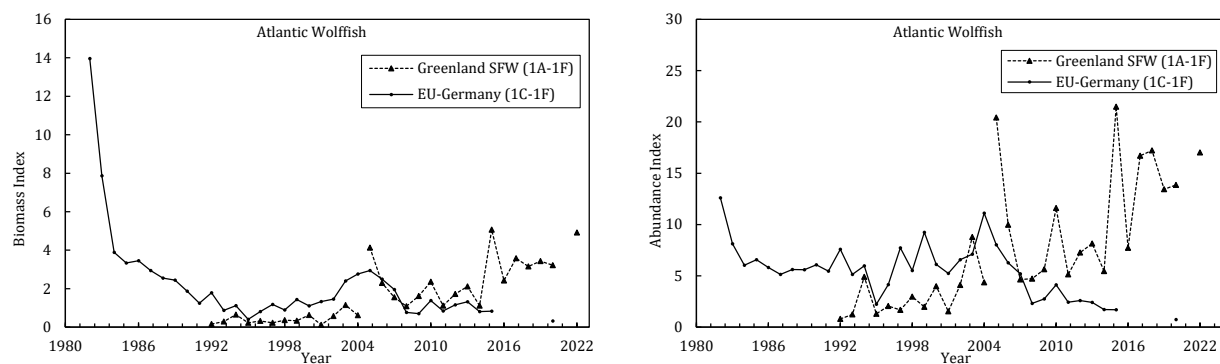 Atlantic Wolffish
Greenland SFW (1A-1F)
EU-Germany (1C-1F)
Biomass Index
16
14
12
10
8
6
4
2
0
1980 1986 1992 1998 2004 2010 2016 2022
Year
Atlantic Wolffish
Greenland SFW (1A-1F)
EU-Germany (1C-1F)
Abundance Index
30
25
20
15
10
5
0
1980 1986 1992 1998 2004 2010 2016 2022
Year